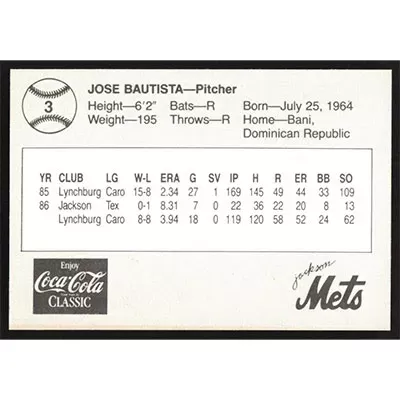 3
JOSE BAUTISTA—Pitcher
Height—6'2" Bats—R Born—July 25, 1964
Weight—195 Throws—R Home—Bani,
Dominican Republic
YR CLUB LG W-L ERA G SV IP H R ER BB SO
85 Lynchburg Caro 15-8 2.34 27 1 169 145 49 44 33 109
86 Jackson Tex 0-1 8.31 7 0 22 36 22 20 8 13
Lynchburg Caro 8-8 3.94 18 0 119 120 58 52 24 62
Enjoy
Coca-Cola
CLASSIC
jackson
Mets